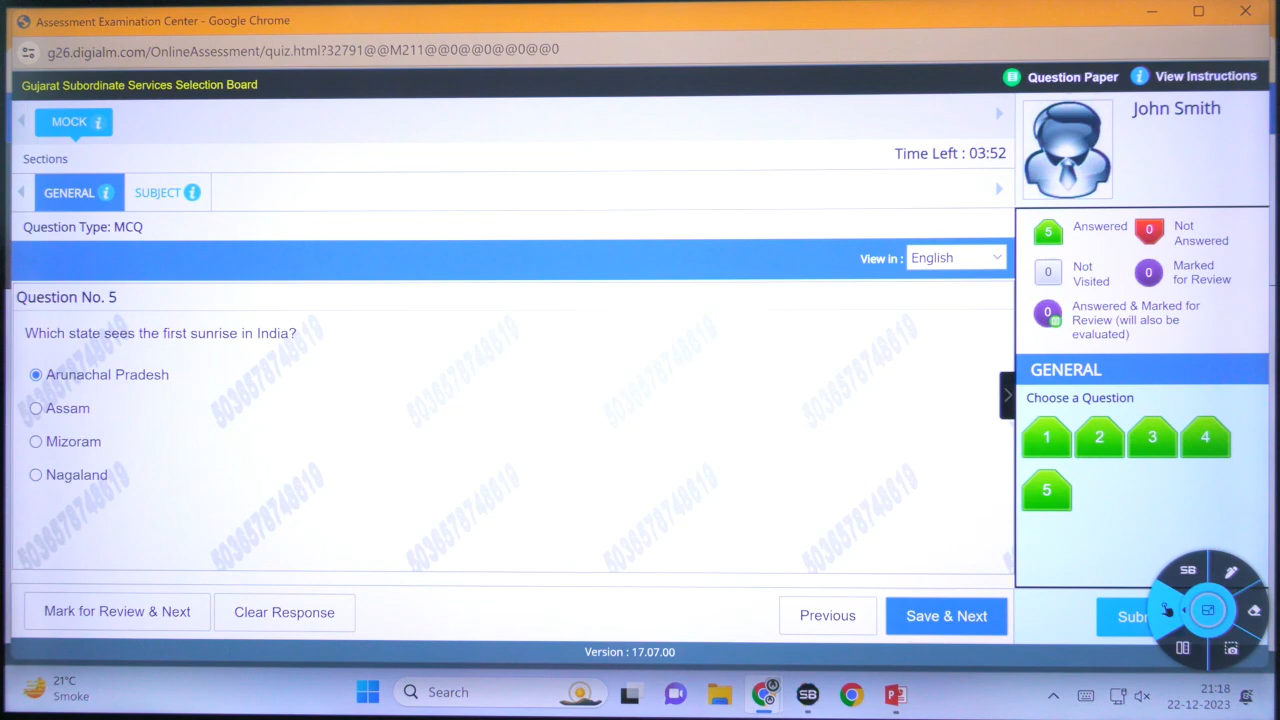 Assessment Examination Center - Google Chrome
g26.digialm.com/OnlineAssessment/quiz.html?32791@@M211@@0@@0@@0@@0
Gujarat Subordinate Services Selection Board
Question Paper
View Instructions
MOCK i
John Smith
Sections
Time Left : 03:52
GENERAL i
SUBJECT i
Question Type: MCQ
View in : English
5 Answered
0 Not Answered
0 Not Visited
0 Marked for Review
0 Answered & Marked for Review (will also be evaluated)
Question No. 5
Which state sees the first sunrise in India?
Arunachal Pradesh
Assam
Mizoram
Nagaland
GENERAL
Choose a Question
1 2 3 4
5
Mark for Review & Next
Clear Response
Previous
Save & Next
Version : 17.07.00
SB
21°C
Smoke
Search
SB
21:18
22-12-2023